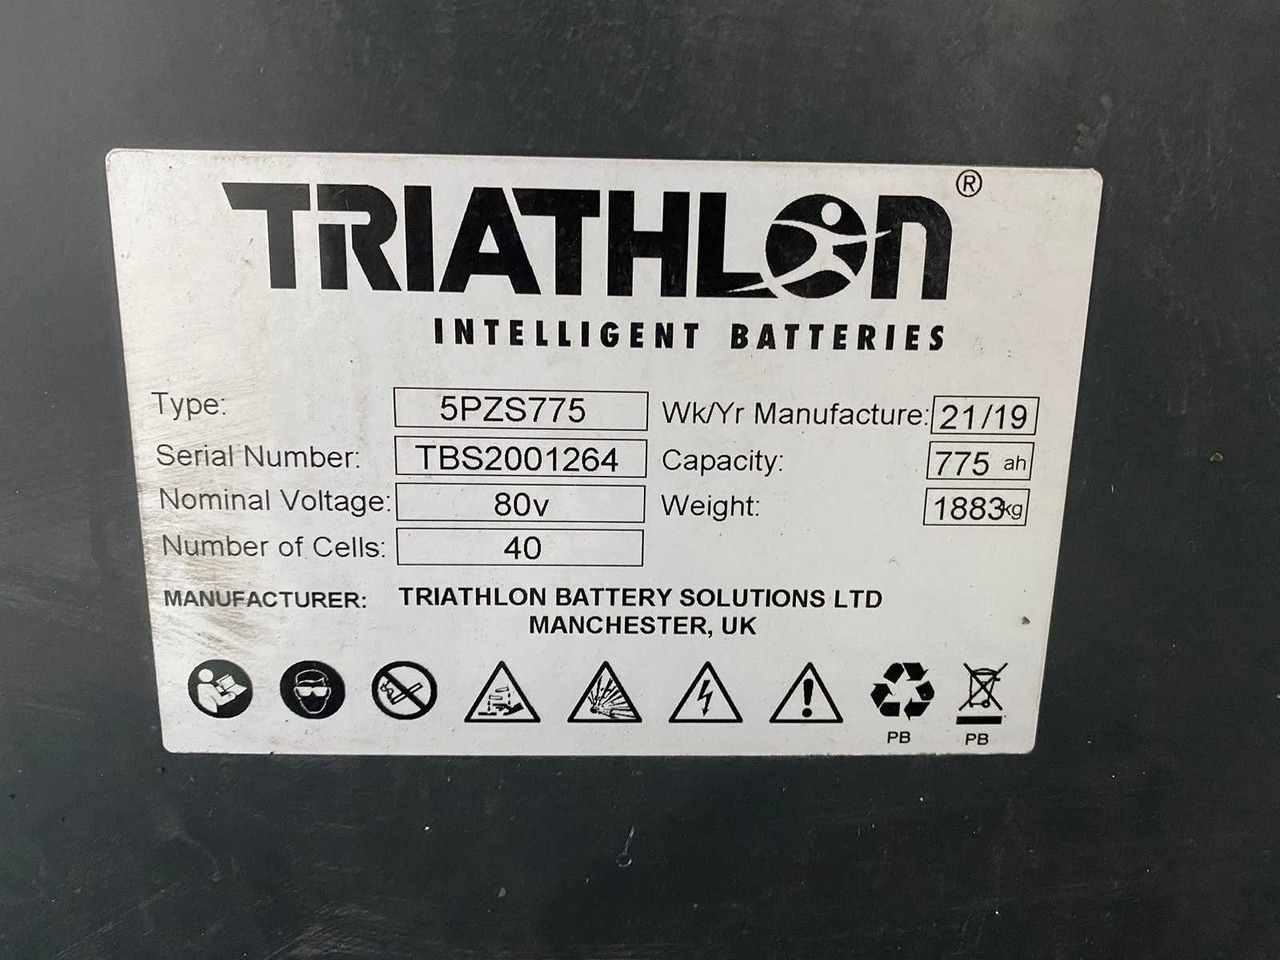 TRIATHLON ®
INTELLIGENT BATTERIES
Type: 5PZS775 Wk/Yr Manufacture: 21/19
Serial Number: TBS2001264 Capacity: 775 ah
Nominal Voltage: 80v Weight: 1883kg
Number of Cells: 40
MANUFACTURER: TRIATHLON BATTERY SOLUTIONS LTD
MANCHESTER, UK
PB PB